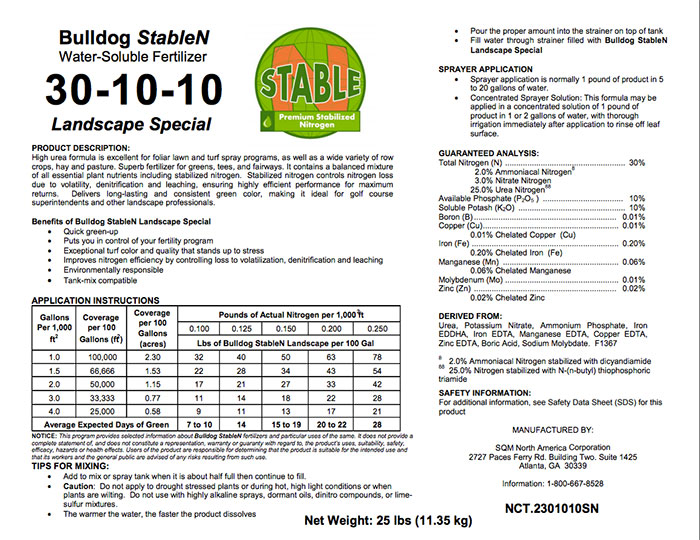 Bulldog StableN
Water-Soluble Fertilizer
30-10-10
Landscape Special
STABLE
Premium Stabilized
Nitrogen
PRODUCT DESCRIPTION:
High urea formula is excellent for foliar lawn and turf spray programs, as well as a wide variety of row
crops, hay and pasture. Superb fertilizer for greens, tees, and fairways. It contains a balanced mixture
of all essential plant nutrients including stabilized nitrogen. Stabilized nitrogen controls nitrogen loss
due to volatility, denitrification and leaching, ensuring highly efficient performance for maximum
returns. Delivers long-lasting and consistent green color, making it ideal for golf course
superintendents and other landscape professionals.
Benefits of Bulldog StableN Landscape Special
• Quick green-up
• Puts you in control of your fertility program
• Exceptional turf color and quality that stands up to stress
• Improves nitrogen efficiency by controlling loss to volatilization, denitrification and leaching
• Environmentally responsible
• Tank-mix compatible
APPLICATION INSTRUCTIONS
Gallons Per 1,000 ft² | Coverage per 100 Gallons (ft²) | Coverage per 100 Gallons (acres) | Pounds of Actual Nitrogen per 1,000 ft²
0.100 | 0.125 | 0.150 | 0.200 | 0.250
Lbs of Bulldog StableN Landscape per 100 Gal
1.0 | 100,000 | 2.30 | 32 | 40 | 50 | 63 | 78
1.5 | 66,666 | 1.53 | 22 | 28 | 34 | 43 | 54
2.0 | 50,000 | 1.15 | 17 | 21 | 27 | 33 | 42
3.0 | 33,333 | 0.77 | 11 | 14 | 18 | 22 | 28
4.0 | 25,000 | 0.58 | 9 | 11 | 13 | 17 | 21
Average Expected Days of Green | 7 to 10 | 14 | 15 to 19 | 20 to 22 | 28
NOTICE: This program provides selected information about Bulldog StableN fertilizers and particular uses of the same. It does not provide a
complete statement of, and does not constitute a representation, warranty or guaranty with regard to, the product's uses, suitability, safety,
efficacy, hazards or health effects. Users of the product are responsible for determining that the product is suitable for the intended use and
that its workers and the general public are advised of any risks resulting from such use.
TIPS FOR MIXING:
• Add to mix or spray tank when it is about half full then continue to fill.
• Caution: Do not apply to drought stressed plants or during hot, high light conditions or when
plants are wilting. Do not use with highly alkaline sprays, dormant oils, dinitro compounds, or lime-
sulfur mixtures.
• The warmer the water, the faster the product dissolves
Net Weight: 25 lbs (11.35 kg)
• Pour the proper amount into the strainer on top of tank
• Fill water through strainer filled with Bulldog StableN
Landscape Special
SPRAYER APPLICATION
• Sprayer application is normally 1 pound of product in 5
to 20 gallons of water.
• Concentrated Sprayer Solution: This formula may be
applied in a concentrated solution of 1 pound of
product in 1 or 2 gallons of water, with thorough
irrigation immediately after application to rinse off leaf
surface.
GUARANTEED ANALYSIS:
Total Nitrogen (N) ........ 30%
2.0% Ammoniacal Nitrogen⁸
3.0% Nitrate Nitrogen
25.0% Urea Nitrogen⁸⁸
Available Phosphate (P₂O₅) ........ 10%
Soluble Potash (K₂O) ........ 10%
Boron (B)........ 0.01%
Copper (Cu)........ 0.01%
0.01% Chelated Copper (Cu)
Iron (Fe) ........ 0.20%
0.20% Chelated Iron (Fe)
Manganese (Mn) ........ 0.06%
0.06% Chelated Manganese
Molybdenum (Mo) ........ 0.01%
Zinc (Zn) ........ 0.02%
0.02% Chelated Zinc
DERIVED FROM:
Urea, Potassium Nitrate, Ammonium Phosphate, Iron
EDDHA, Iron EDTA, Manganese EDTA, Copper EDTA,
Zinc EDTA, Boric Acid, Sodium Molybdate. F1367
⁸ 2.0% Ammoniacal Nitrogen stabilized with dicyandiamide
⁸⁸ 25.0% Nitrogen stabilized with N-(n-butyl) thiophosphoric
triamide
SAFETY INFORMATION:
For additional information, see Safety Data Sheet (SDS) for this
product
MANUFACTURED BY:
SQM North America Corporation
2727 Paces Ferry Rd. Building Two. Suite 1425
Atlanta, GA 30339
Information: 1-800-667-8528
NCT.2301010SN